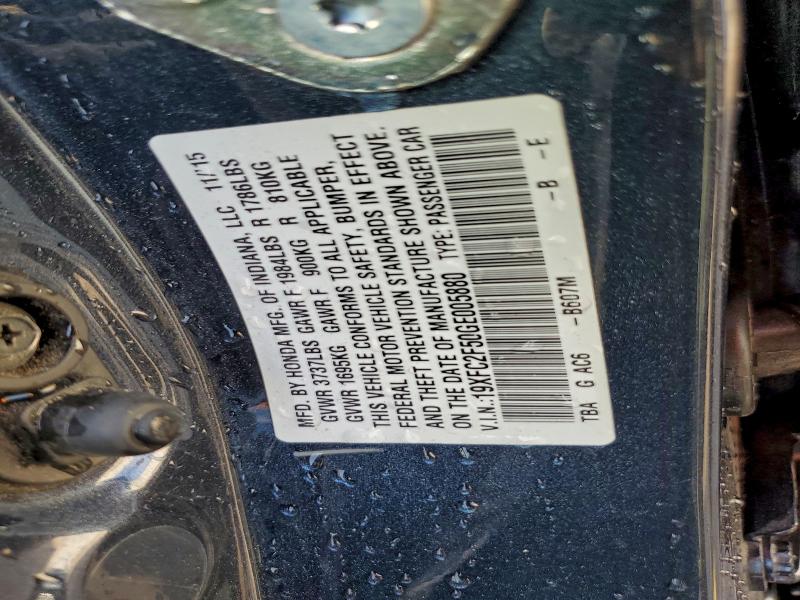 MFD. BY HONDA MFG. OF INDIANA, LLC 11/15
GVWR 3737LBS GAWR F 1984LBS R 1786LBS
GVWR 1695KG GAWR F 900KG R 810KG
THIS VEHICLE CONFORMS TO ALL APPLICABLE
FEDERAL MOTOR VEHICLE SAFETY, BUMPER,
AND THEFT PREVENTION STANDARDS IN EFFECT
ON THE DATE OF MANUFACTURE SHOWN ABOVE.
V.I.N.:19XFC2F50GE005880 TYPE: PASSENGER CAR
TBA G AC6 -B607M -B -E